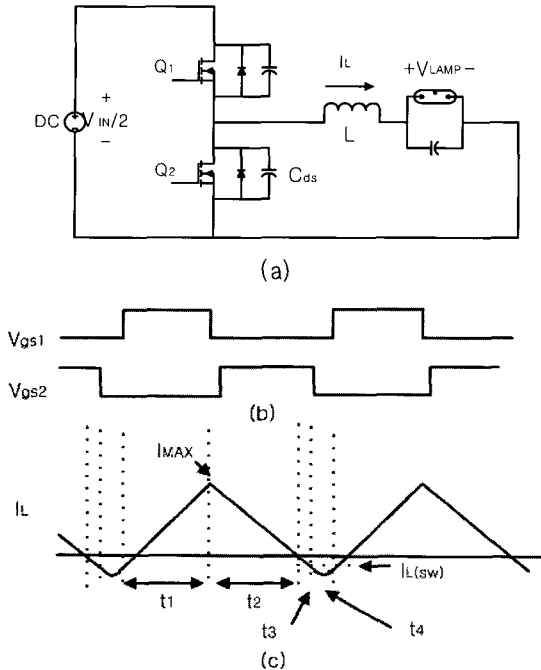 Q1
IL
+VLAMP−
+
DC VIN/2
−
L
Q2
Cds
(a)
Vgs1
Vgs2
(b)
IMAX
IL
IL(SW)
t1
t2
t3
t4
(c)